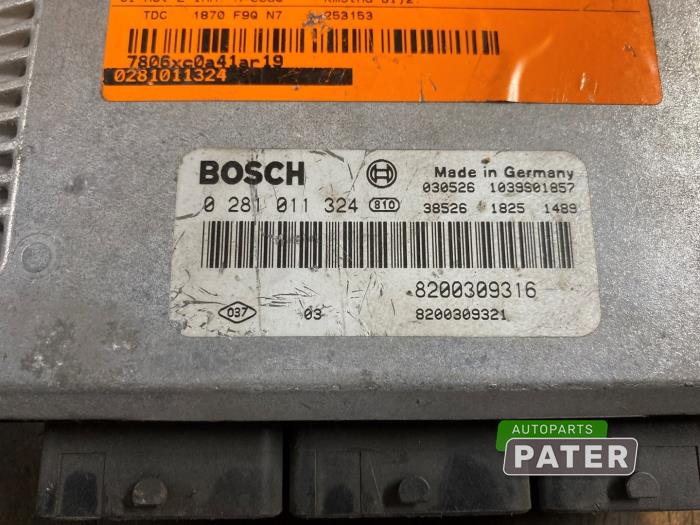 TDC 1870 F9Q N7 253153
7806xc0a41ar19
0281011324
BOSCH Made in Germany
030526 1039S01857
0 281 011 324 810 38526 1825 1489
8200309316
037 03 8200309321
AUTOPARTS
PATER